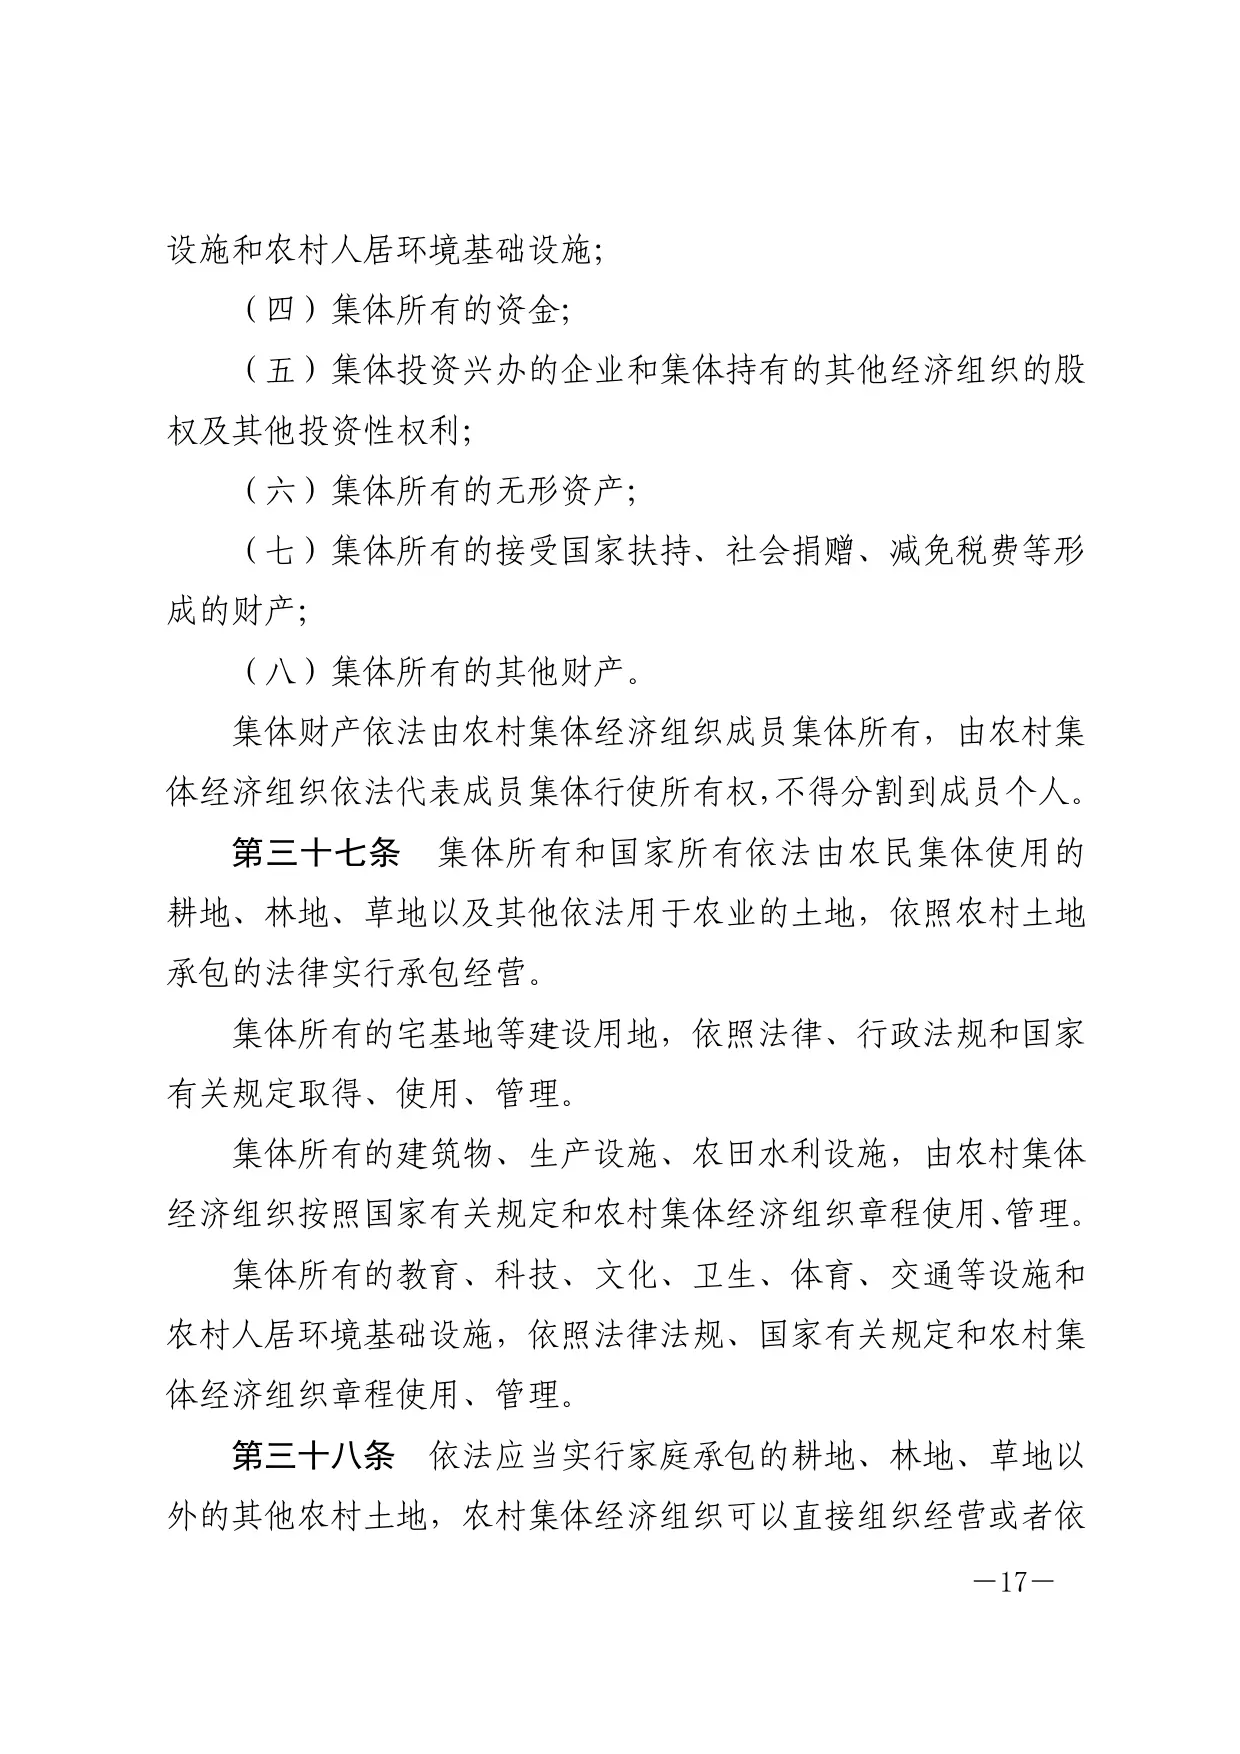 设施和农村人居环境基础设施；
（四）集体所有的资金；
（五）集体投资兴办的企业和集体持有的其他经济组织的股
权及其他投资性权利；
（六）集体所有的无形资产；
（七）集体所有的接受国家扶持、社会捐赠、减免税费等形
成的财产；
（八）集体所有的其他财产。
集体财产依法由农村集体经济组织成员集体所有，由农村集
体经济组织依法代表成员集体行使所有权，不得分割到成员个人。
第三十七条　集体所有和国家所有依法由农民集体使用的
耕地、林地、草地以及其他依法用于农业的土地，依照农村土地
承包的法律实行承包经营。
集体所有的宅基地等建设用地，依照法律、行政法规和国家
有关规定取得、使用、管理。
集体所有的建筑物、生产设施、农田水利设施，由农村集体
经济组织按照国家有关规定和农村集体经济组织章程使用、管理。
集体所有的教育、科技、文化、卫生、体育、交通等设施和
农村人居环境基础设施，依照法律法规、国家有关规定和农村集
体经济组织章程使用、管理。
第三十八条　依法应当实行家庭承包的耕地、林地、草地以
外的其他农村土地，农村集体经济组织可以直接组织经营或者依
—17—